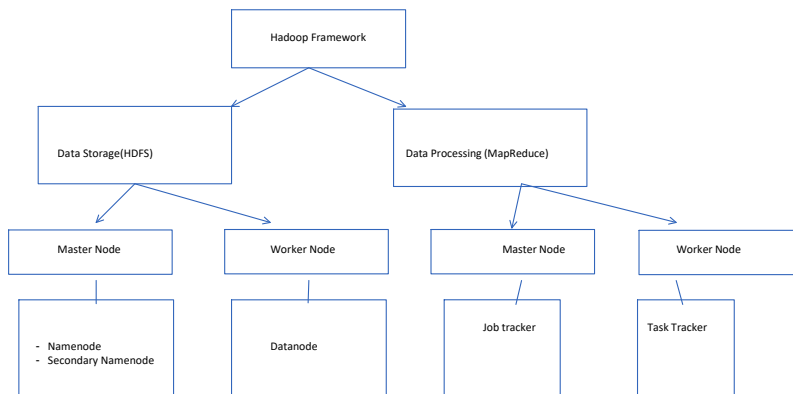 Hadoop Framework
Data Storage(HDFS)
Data Processing (MapReduce)
Master Node
Worker Node
Master Node
Worker Node
- Namenode
- Secondary Namenode
Datanode
Job tracker
Task Tracker